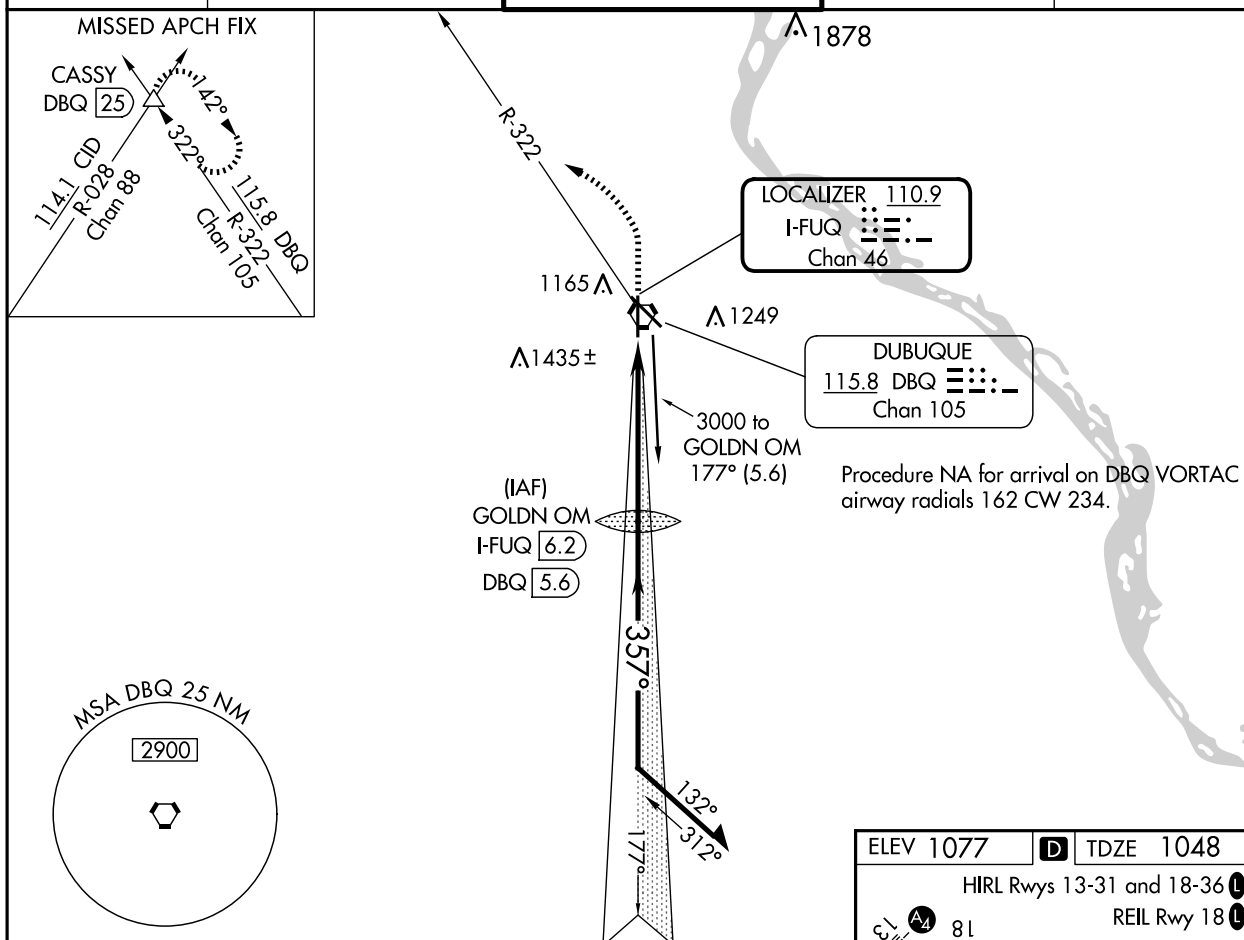 MISSED APCH FIX
CASSY
DBQ 25
142°
322°
114.1 CID
R-028
Chan 88
115.8 DBQ
R-322
Chan 105
1878
R-322
LOCALIZER 110.9
I-FUQ
Chan 46
1165
1249
1435±
DUBUQUE
115.8 DBQ
Chan 105
3000 to
GOLDN OM
177° (5.6)
Procedure NA for arrival on DBQ VORTAC
airway radials 162 CW 234.
(IAF)
GOLDN OM
I-FUQ 6.2
DBQ 5.6
357°
MSA DBQ 25 NM
2900
132°
312°
177°
ELEV 1077 D TDZE 1048
HIRL Rwys 13-31 and 18-36 L
REIL Rwy 18 L
13 A4 18